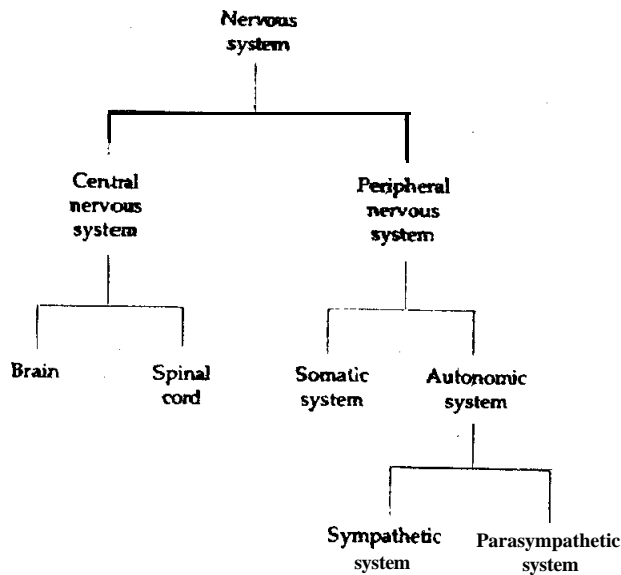 Nervous
system
Central
nervous
system
Peripheral
nervous
system
Brain
Spinal
cord
Somatic
system
Autonomic
system
Sympathetic
system
Parasympathetic
system